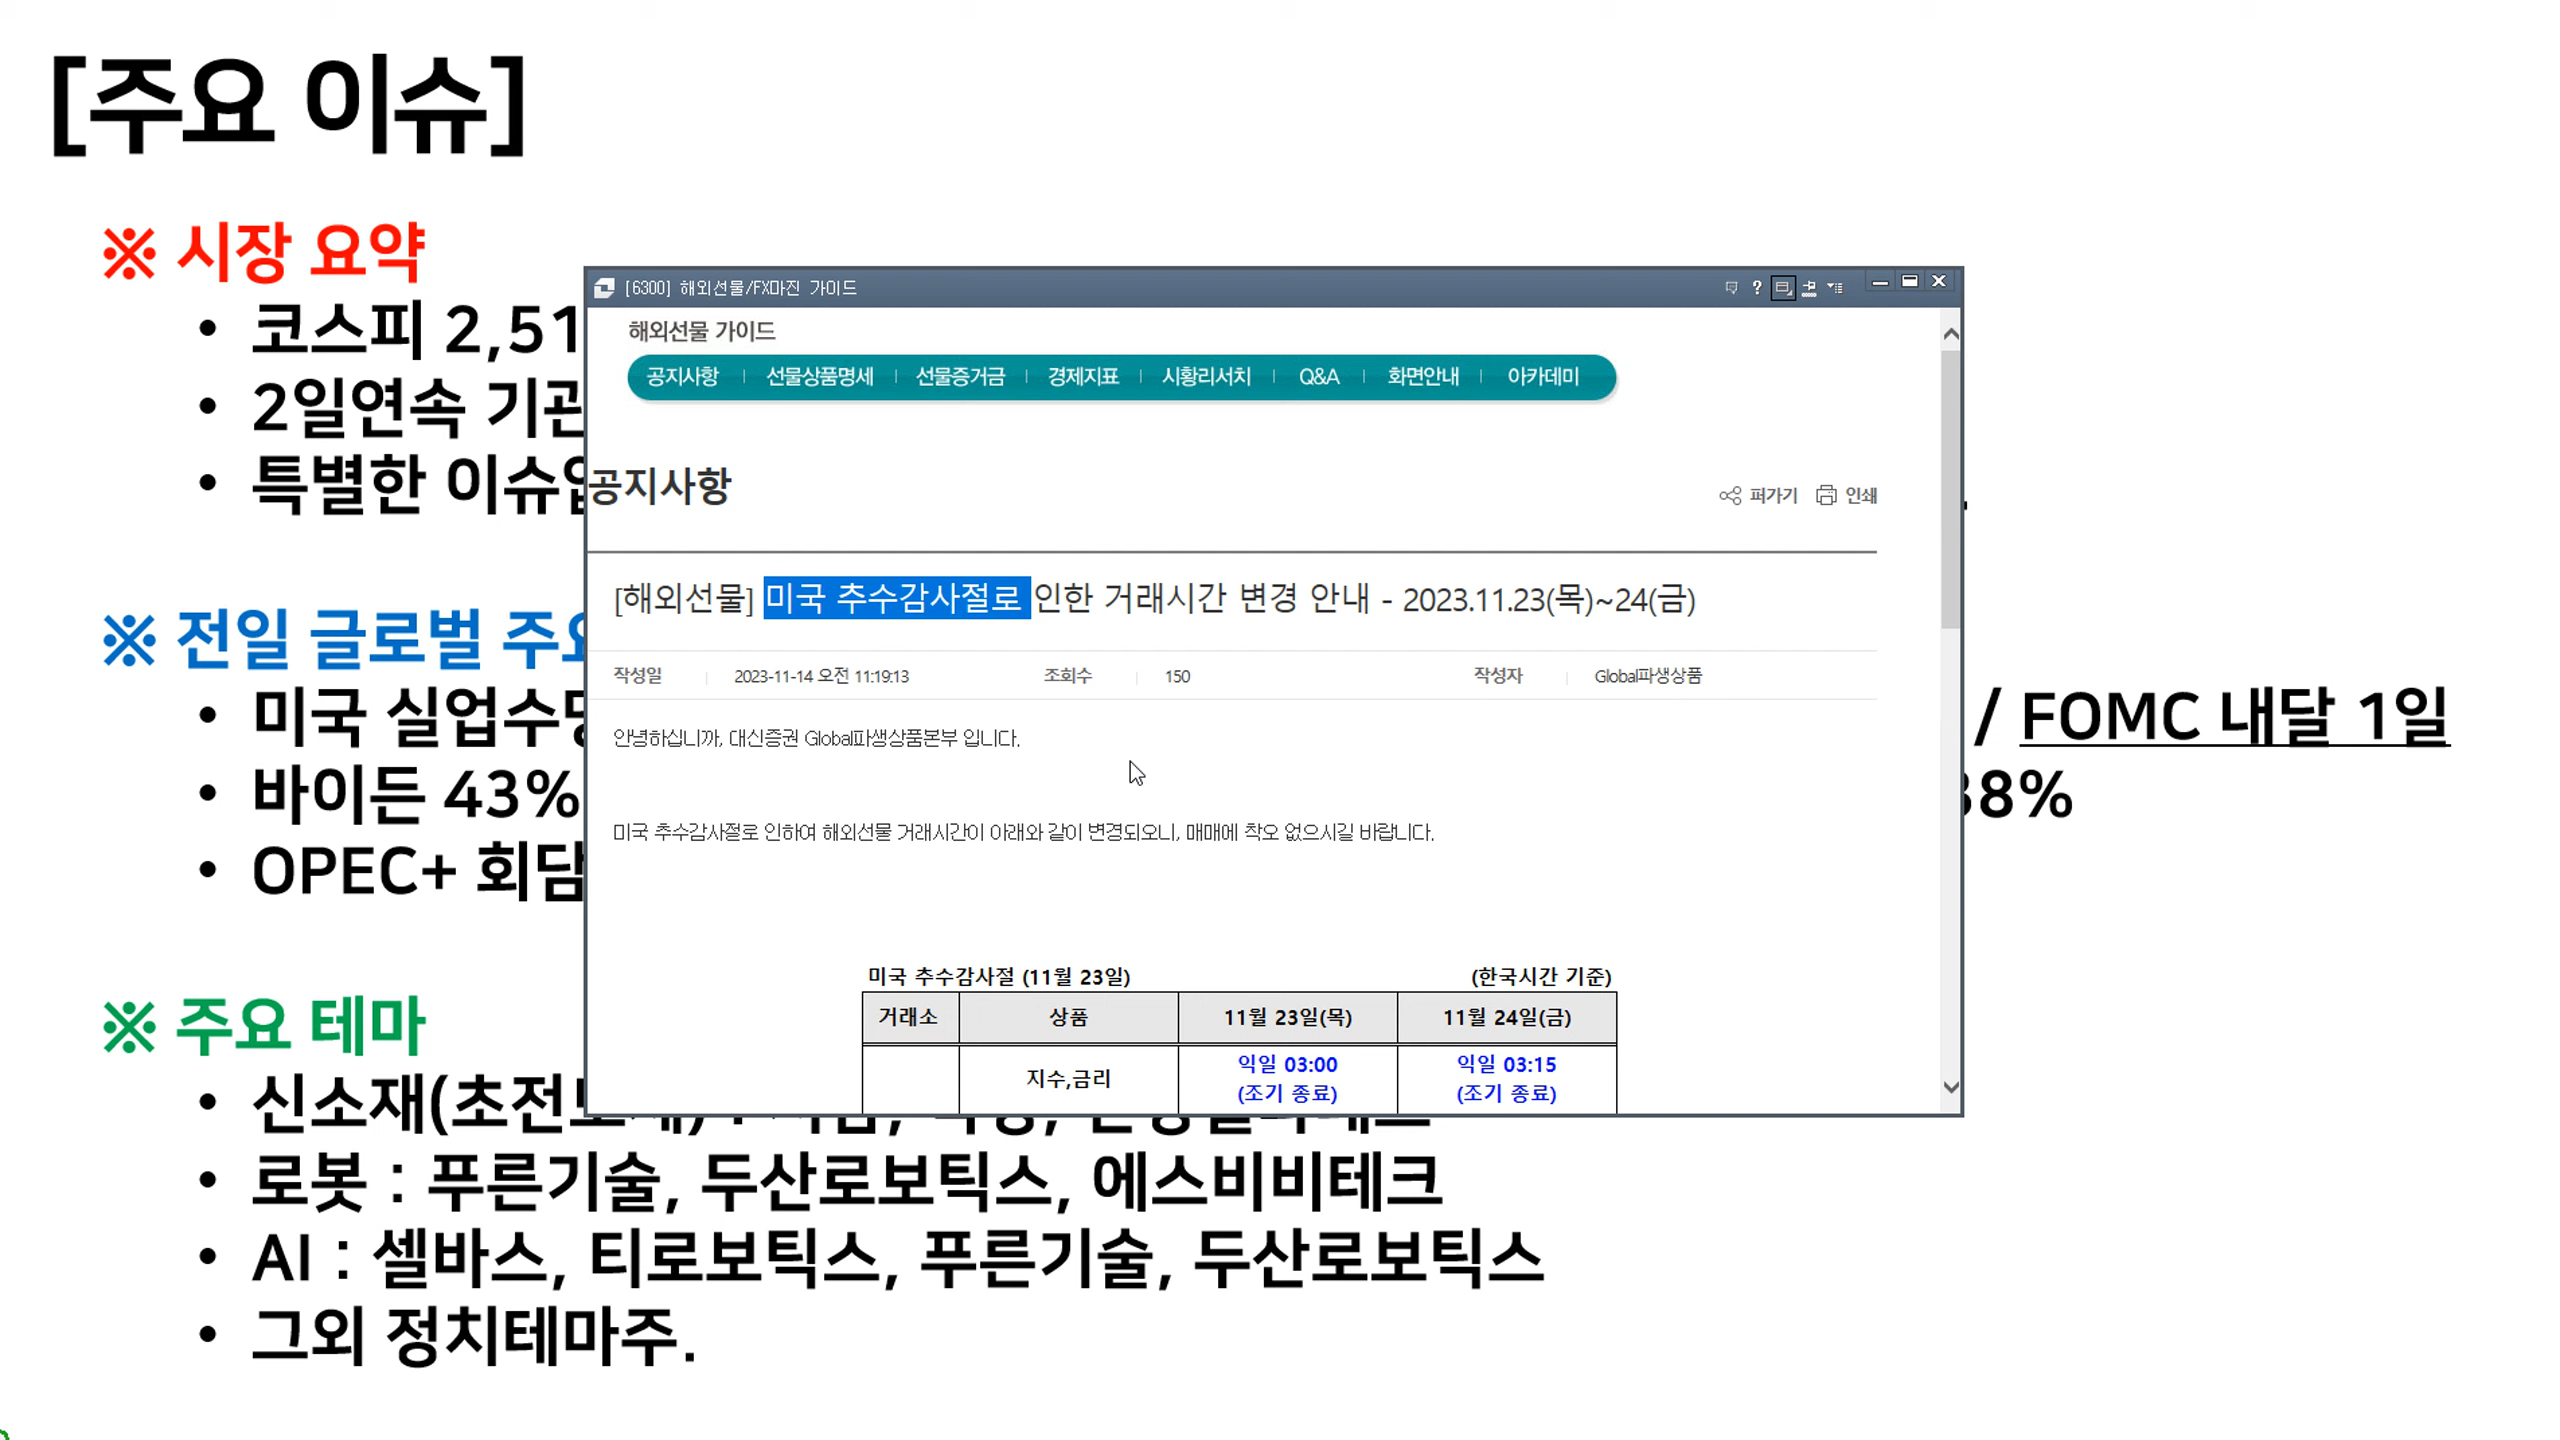 [주요 이슈]
※ 시장 요약
• 코스피 2,51
• 2일연속 기관
• 특별한 이슈
※ 전일 글로벌 주요
• 미국 실업수당
/ FOMC 내달 1일
• 바이든 43%
38%
• OPEC+ 회담
※ 주요 테마
• 신소재(초전도체) :
• 로봇 : 푸른기술, 두산로보틱스, 에스비비테크
• AI : 셀바스, 티로보틱스, 푸른기술, 두산로보틱스
• 그외 정치테마주.
[6300] 해외선물/FX마진 가이드
해외선물 가이드
공지사항 선물상품명세 선물증거금 경제지표 시황리서치 Q&A 화면안내 아카데미
공지사항
퍼가기 인쇄
[해외선물] 미국 추수감사절로 인한 거래시간 변경 안내 - 2023.11.23(목)~24(금)
작성일 2023-11-14 오전 11:19:13 조회수 150 작성자 Global파생상품
안녕하십니까, 대신증권 Global파생상품본부 입니다.
미국 추수감사절로 인하여 해외선물 거래시간이 아래와 같이 변경되오니, 매매에 착오 없으시길 바랍니다.
미국 추수감사절 (11월 23일) (한국시간 기준)
거래소 상품 11월 23일(목) 11월 24일(금)
지수,금리 익일 03:00 익일 03:15
(조기 종료) (조기 종료)